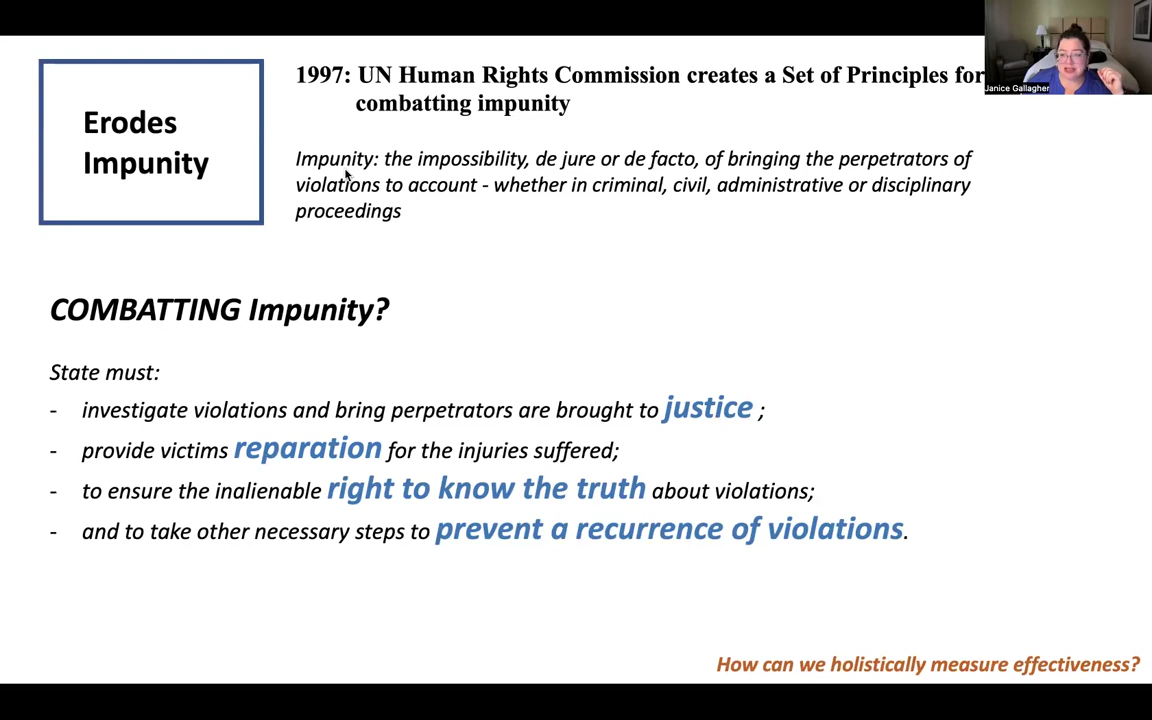 Erodes
Impunity
1997: UN Human Rights Commission creates a Set of Principles for
combatting impunity
Janice Gallagher
Impunity: the impossibility, de jure or de facto, of bringing the perpetrators of
violations to account - whether in criminal, civil, administrative or disciplinary
proceedings
COMBATTING Impunity?
State must:
- investigate violations and bring perpetrators are brought to justice ;
- provide victims reparation for the injuries suffered;
- to ensure the inalienable right to know the truth about violations;
- and to take other necessary steps to prevent a recurrence of violations.
How can we holistically measure effectiveness?